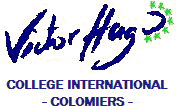 Victor Hugo
COLLEGE INTERNATIONAL
- COLOMIERS -